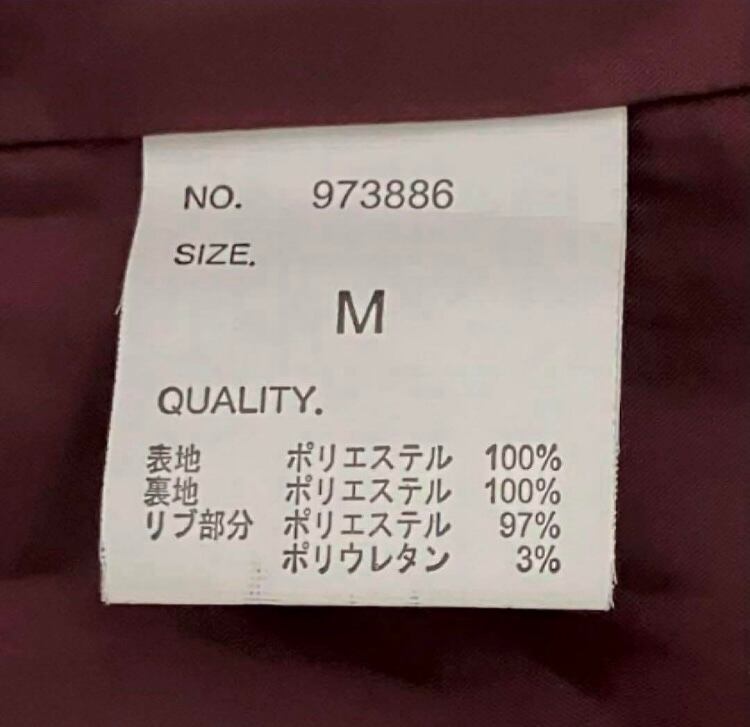 NO. 973886
SIZE.
M
QUALITY.
表地 ポリエステル 100%
裏地 ポリエステル 100%
リブ部分 ポリエステル 97%
ポリウレタン 3%